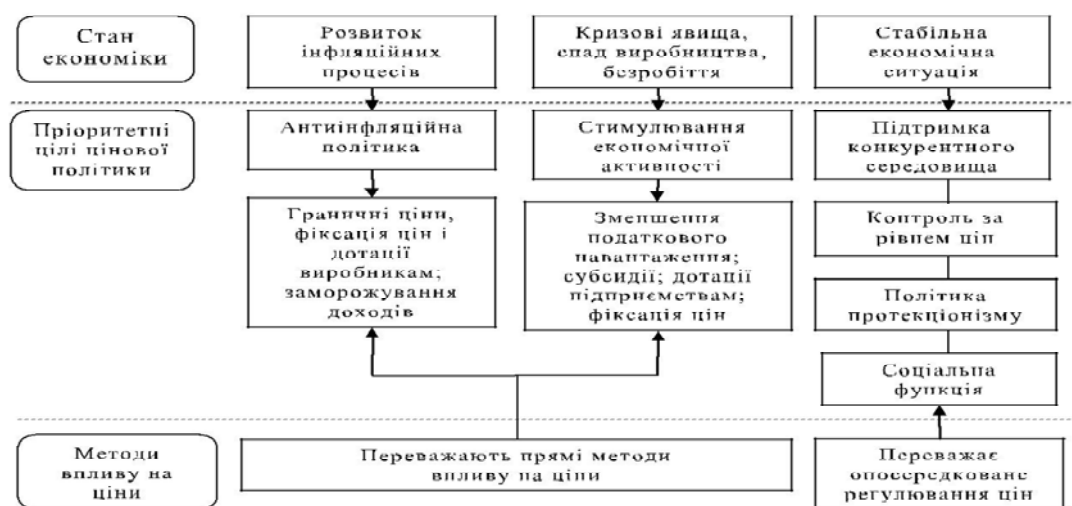 Стан
економіки
Розвиток
інфляційних
процесів
Кризові явища,
спад виробництва,
безробіття
Стабільна
економічна
ситуація
Пріоритетні
цілі цінової
політики
Антиінфляційна
політика
Стимулювання
економічної
активності
Підтримка
конкурентного
середовища
Граничні ціни,
фіксація цін і
дотації
виробникам;
заморожування
доходів
Зменшення
податкового
навантаження;
субсидії; дотації
підприємствам;
фіксація цін
Контроль за
рівнем цін
Політика
протекціонізму
Соціальна
функція
Методи
впливу на
ціни
Переважають прямі методи
впливу на ціни
Переважає
опосередковане
регулювання цін